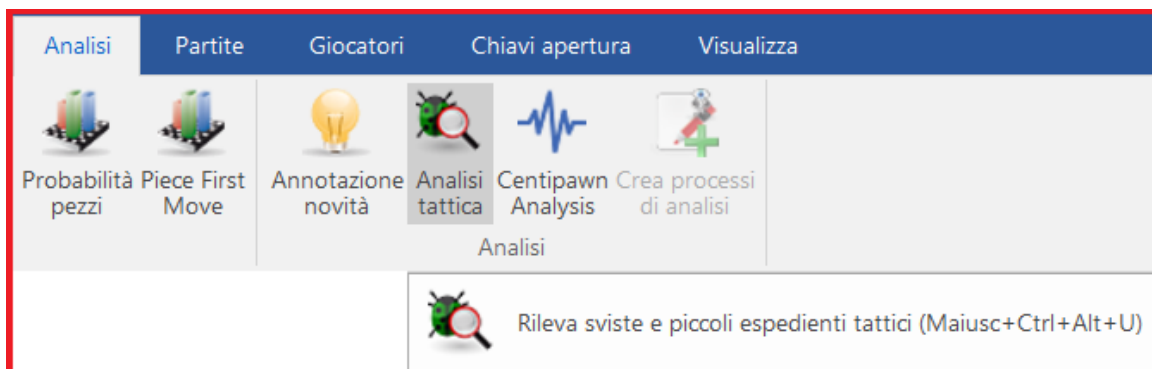 Analisi Partite Giocatori Chiavi apertura Visualizza
Probabilità Piece First Annotazione Analisi Centipawn Crea processi
pezzi Move novità tattica Analysis di analisi
Analisi
Rileva sviste e piccoli espedienti tattici (Maiusc+Ctrl+Alt+U)